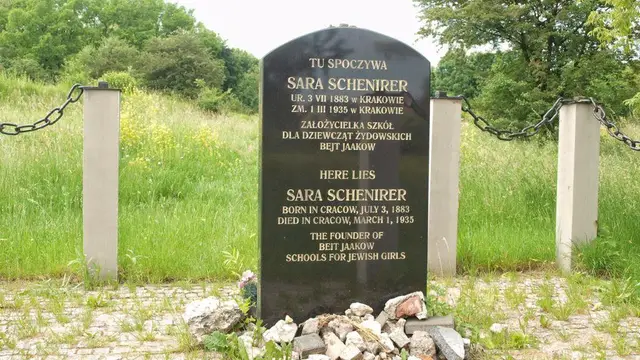 TU SPOCZYWA
SARA SCHENIRER
UR. 3 VII 1883 w KRAKOWIE
ZM. 1 III 1935 w KRAKOWIE
ZAŁOŻYCIELKA SZKÓŁ
DLA DZIEWCZĄT ŻYDOWSKICH
BEJT JAAKÓW
HERE LIES
SARA SCHENIRER
BORN IN CRACOW, JULY 3, 1883
DIED IN CRACOW, MARCH 1, 1935
THE FOUNDER OF
BEIT JAAKOW
SCHOOLS FOR JEWISH GIRLS